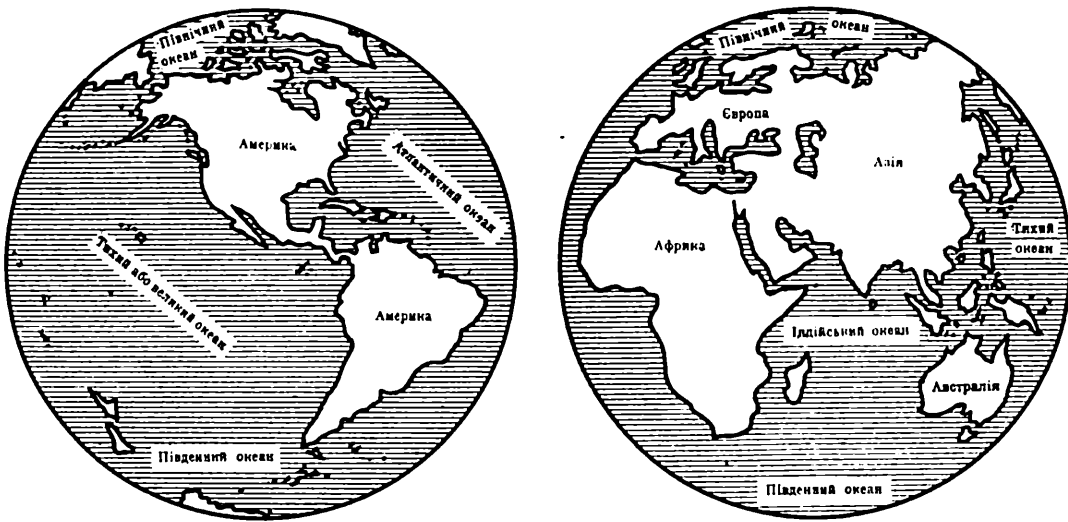 Північний
океан
Америка
Атлантичний океан
Тихий або великий океан
Америка
Південний океан
Північний океан
Європа
Азія
Африка
Тихий
океан
Індійський океан
Австралія
Південний океан